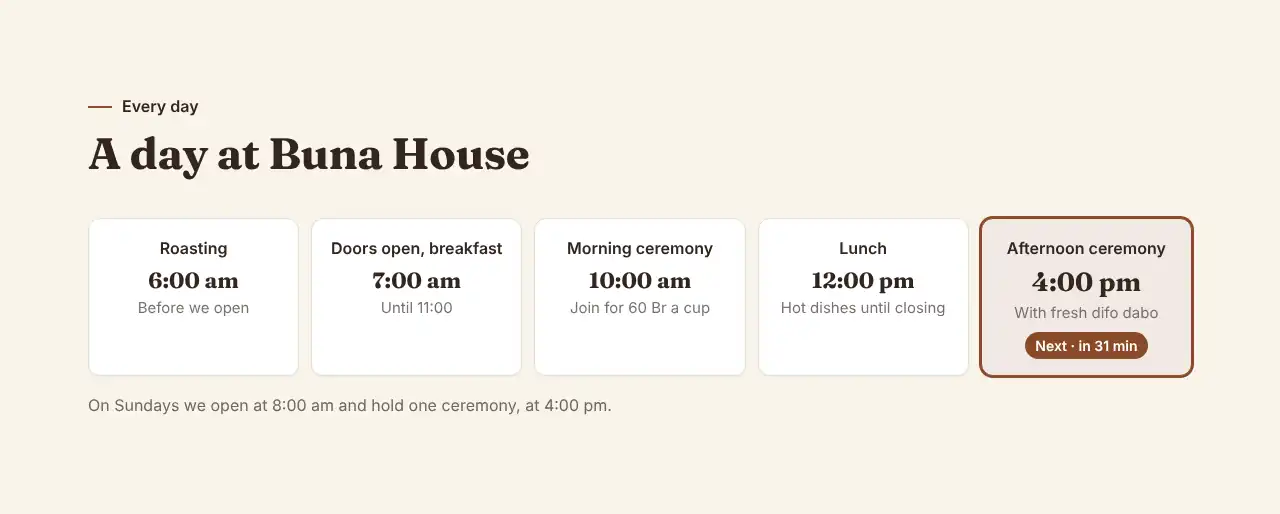 Every day
A day at Buna House
Roasting
6:00 am
Before we open
Doors open, breakfast
7:00 am
Until 11:00
Morning ceremony
10:00 am
Join for 60 Br a cup
Lunch
12:00 pm
Hot dishes until closing
Afternoon ceremony
4:00 pm
With fresh difo dabo
Next · in 31 min
On Sundays we open at 8:00 am and hold one ceremony, at 4:00 pm.